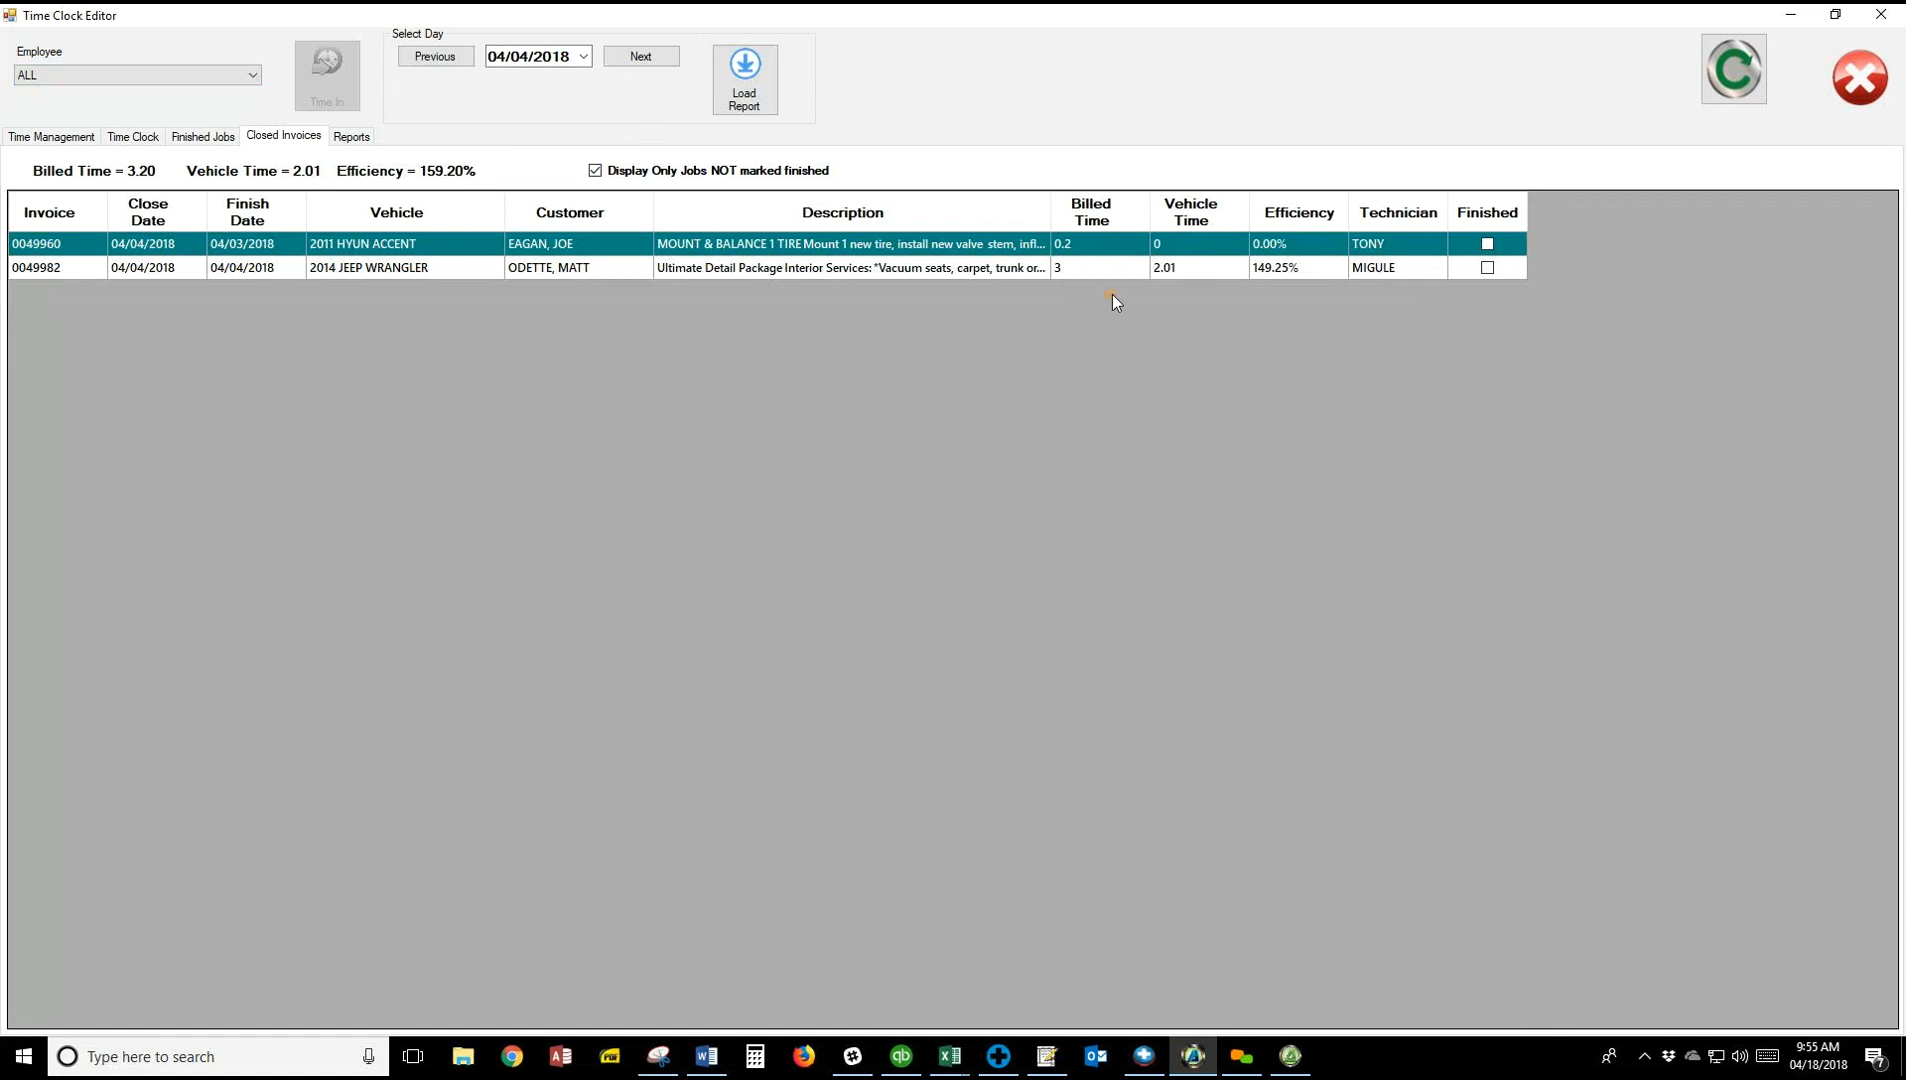 Time Clock Editor
Employee
ALL
Time In
Select Day
Previous
04/04/2018
Next
Load
Report
Time Management Time Clock Finished Jobs Closed Invoices Reports
Billed Time = 3.20 Vehicle Time = 2.01 Efficiency = 159.20% Display Only Jobs NOT marked finished
Invoice Close Date Finish Date Vehicle Customer Description Billed Time Vehicle Time Efficiency Technician Finished
0049960 04/04/2018 04/03/2018 2011 HYUN ACCENT EAGAN, JOE MOUNT & BALANCE 1 TIRE Mount 1 new tire, install new valve stem, infl... 0.2 0 0.00% TONY
0049982 04/04/2018 04/04/2018 2014 JEEP WRANGLER ODETTE, MATT Ultimate Detail Package Interior Services: *Vacuum seats, carpet, trunk or... 3 2.01 149.25% MIGULE
Type here to search
9:55 AM
04/18/2018
7